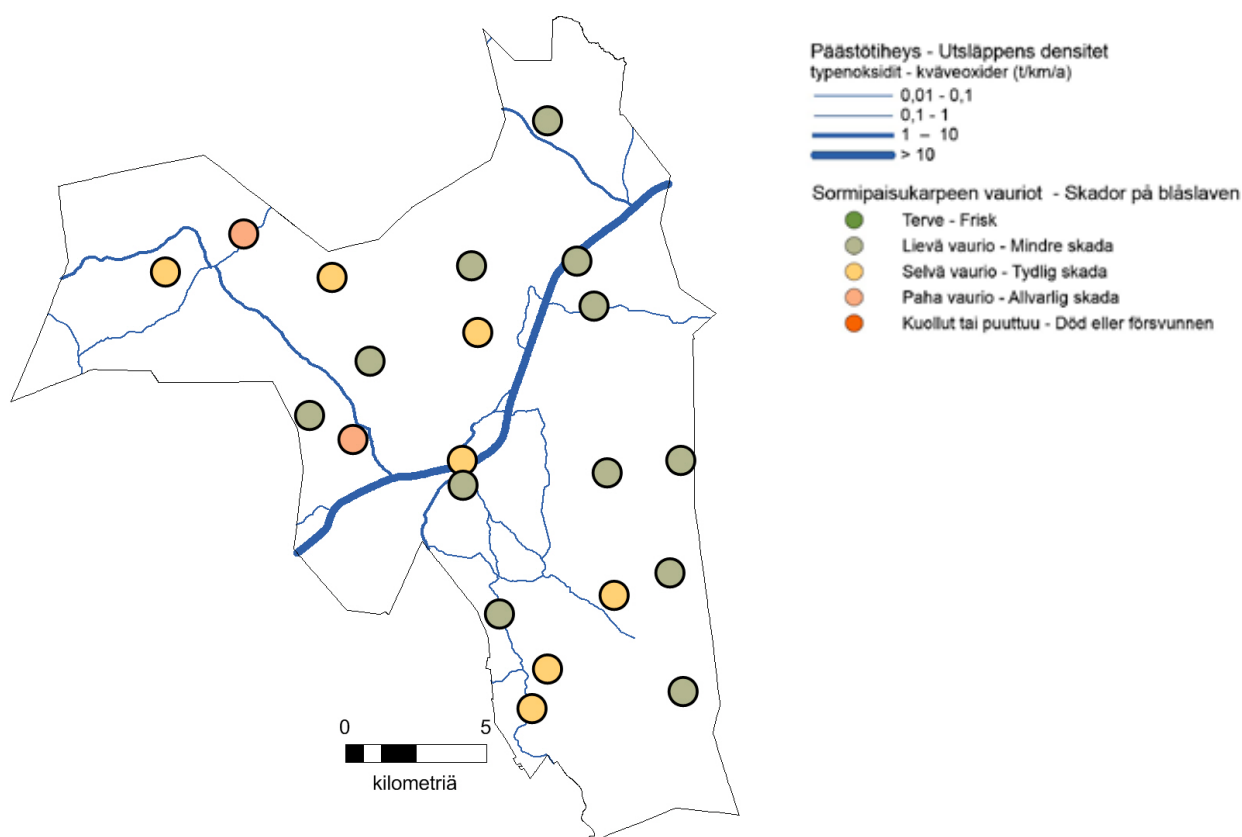 Päästötiheys - Utsläppens densitet
typenoksidit - kväveoxider (t/km/a)
0,01 - 0,1
0,1 - 1
1 – 10
> 10
Sormipaisukarpeen vauriot - Skador på blåslaven
Terve - Frisk
Lievä vaurio - Mindre skada
Selvä vaurio - Tydlig skada
Paha vaurio - Allvarlig skada
Kuollut tai puuttuu - Död eller försvunnen
0 5
kilometriä